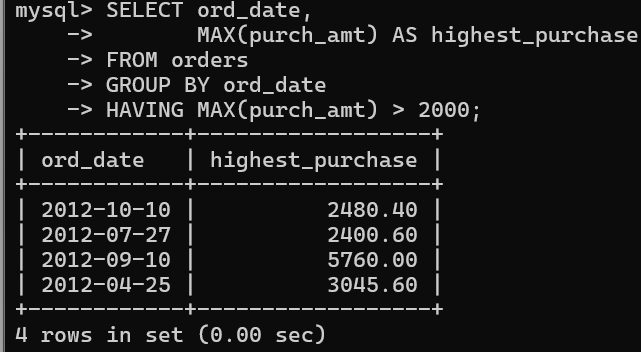 mysql> SELECT ord_date,
    ->        MAX(purch_amt) AS highest_purchase
    -> FROM orders
    -> GROUP BY ord_date
    -> HAVING MAX(purch_amt) > 2000;
+------------+------------------+
| ord_date   | highest_purchase |
+------------+------------------+
| 2012-10-10 |          2480.40 |
| 2012-07-27 |          2400.60 |
| 2012-09-10 |          5760.00 |
| 2012-04-25 |          3045.60 |
+------------+------------------+
4 rows in set (0.00 sec)